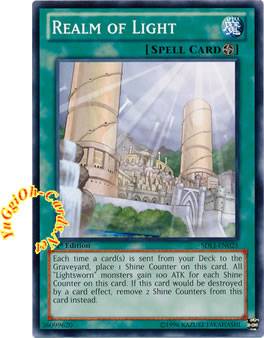 REALM OF LIGHT
[SPELL CARD]
YuGiOh-Cards.Net
1st Edition
SDLI-EN025
Each time a card(s) is sent from your Deck to the
Graveyard, place 1 Shine Counter on this card. All
"Lightsworn" monsters gain 100 ATK for each Shine
Counter on this card. If this card would be destroyed
by a card effect, remove 2 Shine Counters from this
card instead.
36099620
©1996 KAZUKI TAKAHASHI